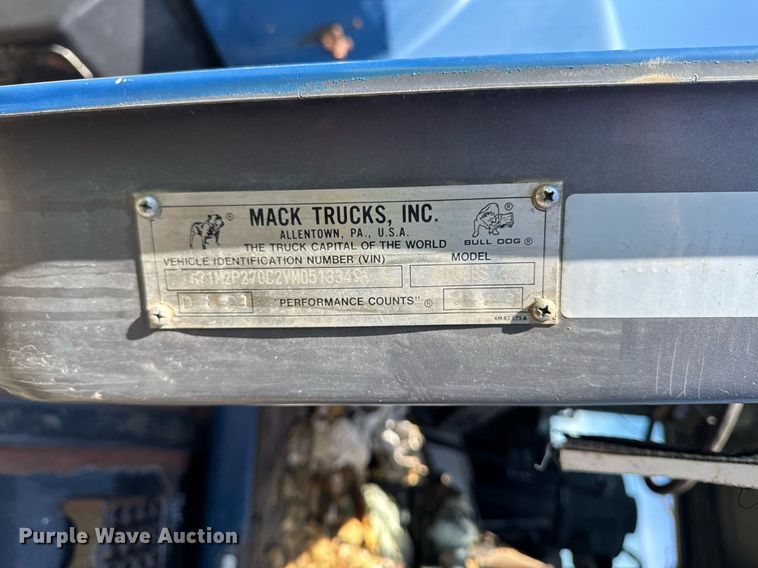 MACK TRUCKS, INC.
ALLENTOWN, PA., U.S.A.
THE TRUCK CAPITAL OF THE WORLD
BULL DOG ®
VEHICLE IDENTIFICATION NUMBER (VIN) MODEL
"PERFORMANCE COUNTS" ®
Purple Wave Auction